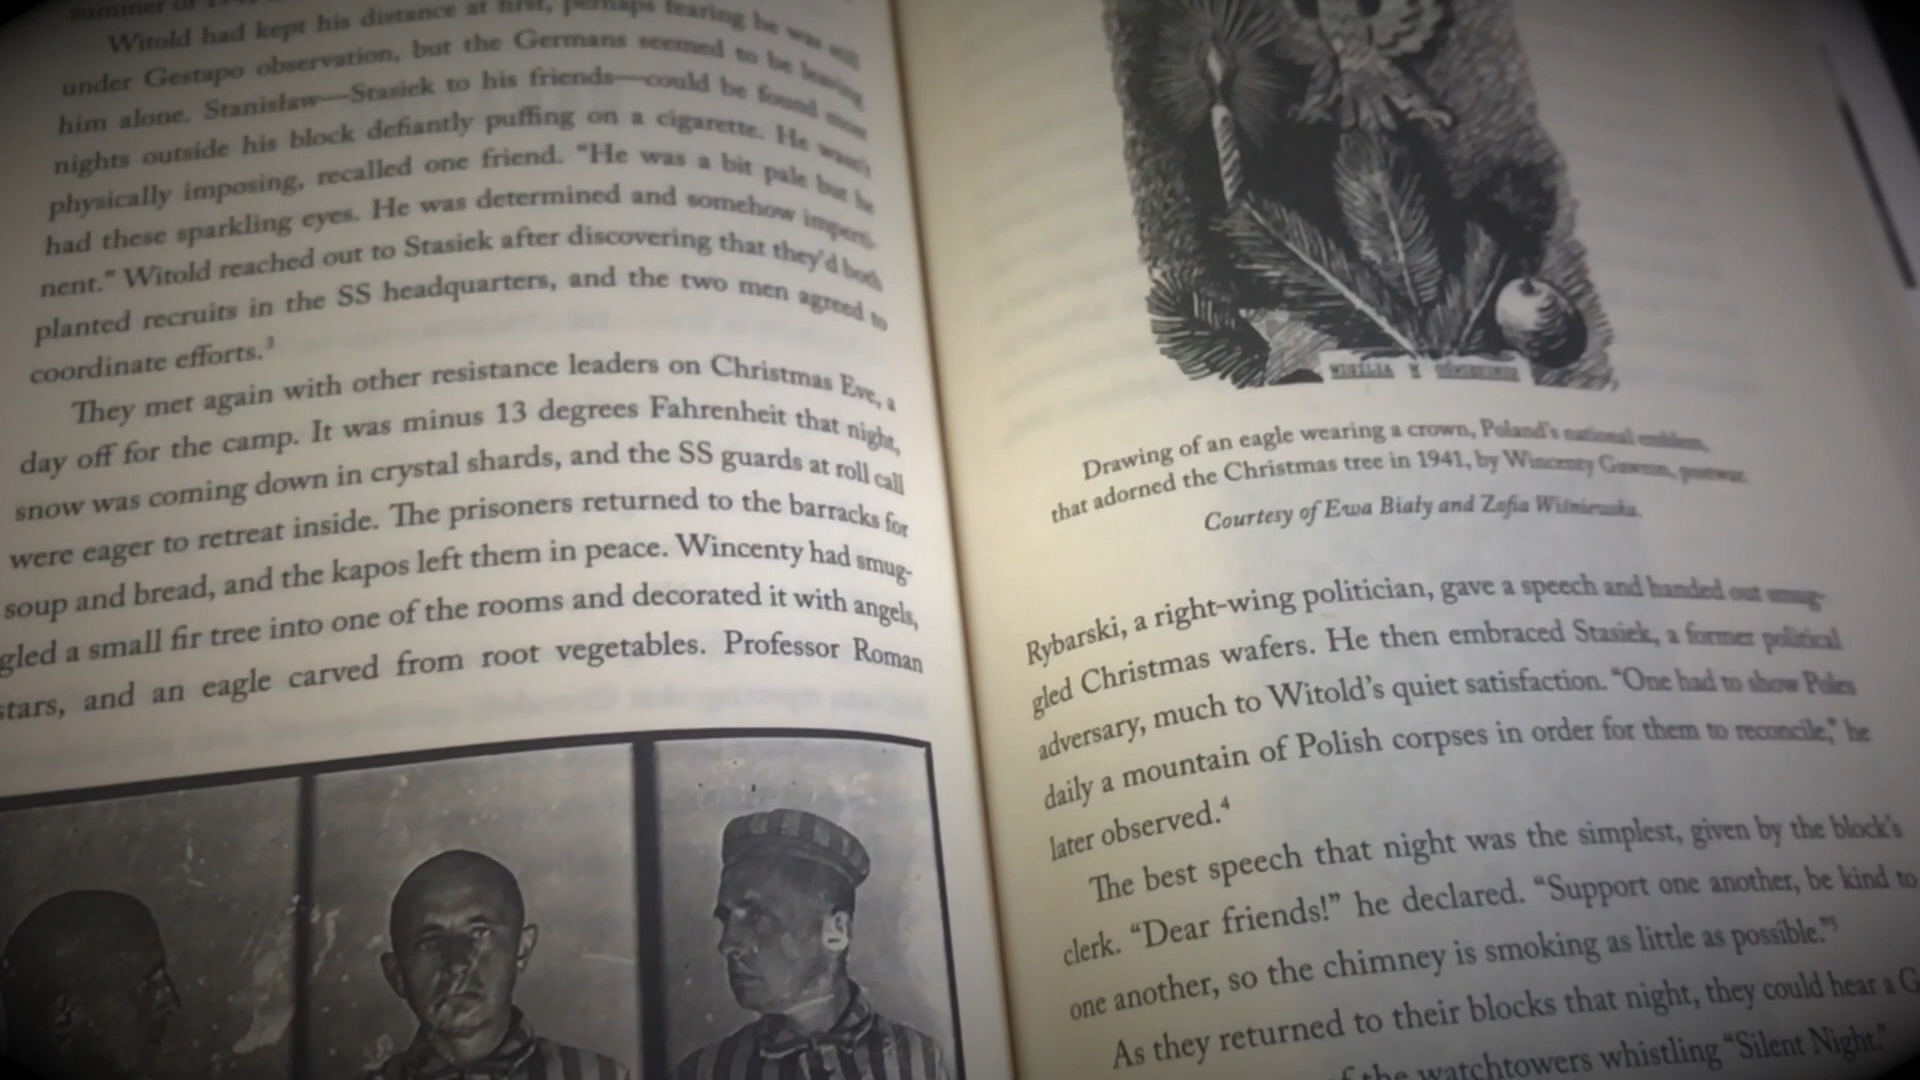 summer of
Witold had kept his distance at first, perhaps fearing he was still
under Gestapo observation, but the Germans seemed to be leaving
him alone. Stanisław—Stasiek to his friends—could be found most
nights outside his block defiantly puffing on a cigarette. He wasn't
physically imposing, recalled one friend. "He was a bit pale but he
had these sparkling eyes. He was determined and somehow imperti-
nent." Witold reached out to Stasiek after discovering that they'd both
planted recruits in the SS headquarters, and the two men agreed to
coordinate efforts.3
They met again with other resistance leaders on Christmas Eve, a
day off for the camp. It was minus 13 degrees Fahrenheit that night,
snow was coming down in crystal shards, and the SS guards at roll call
were eager to retreat inside. The prisoners returned to the barracks for
soup and bread, and the kapos left them in peace. Wincenty had smug-
gled a small fir tree into one of the rooms and decorated it with angels,
stars, and an eagle carved from root vegetables. Professor Roman
WIGILIA W
Drawing of an eagle wearing a crown, Poland's national emblem,
that adorned the Christmas tree in 1941, by Wincenty Gawron, postwar.
Courtesy of Ewa Biały and Zofia Wiśniewska.
Rybarski, a right-wing politician, gave a speech and handed out smug-
gled Christmas wafers. He then embraced Stasiek, a former political
adversary, much to Witold's quiet satisfaction. "One had to show Poles
daily a mountain of Polish corpses in order for them to reconcile," he
later observed.4
The best speech that night was the simplest, given by the block's
clerk. "Dear friends!" he declared. "Support one another, be kind to
one another, so the chimney is smoking as little as possible."5
As they returned to their blocks that night, they could hear a G
of the watchtowers whistling "Silent Night."